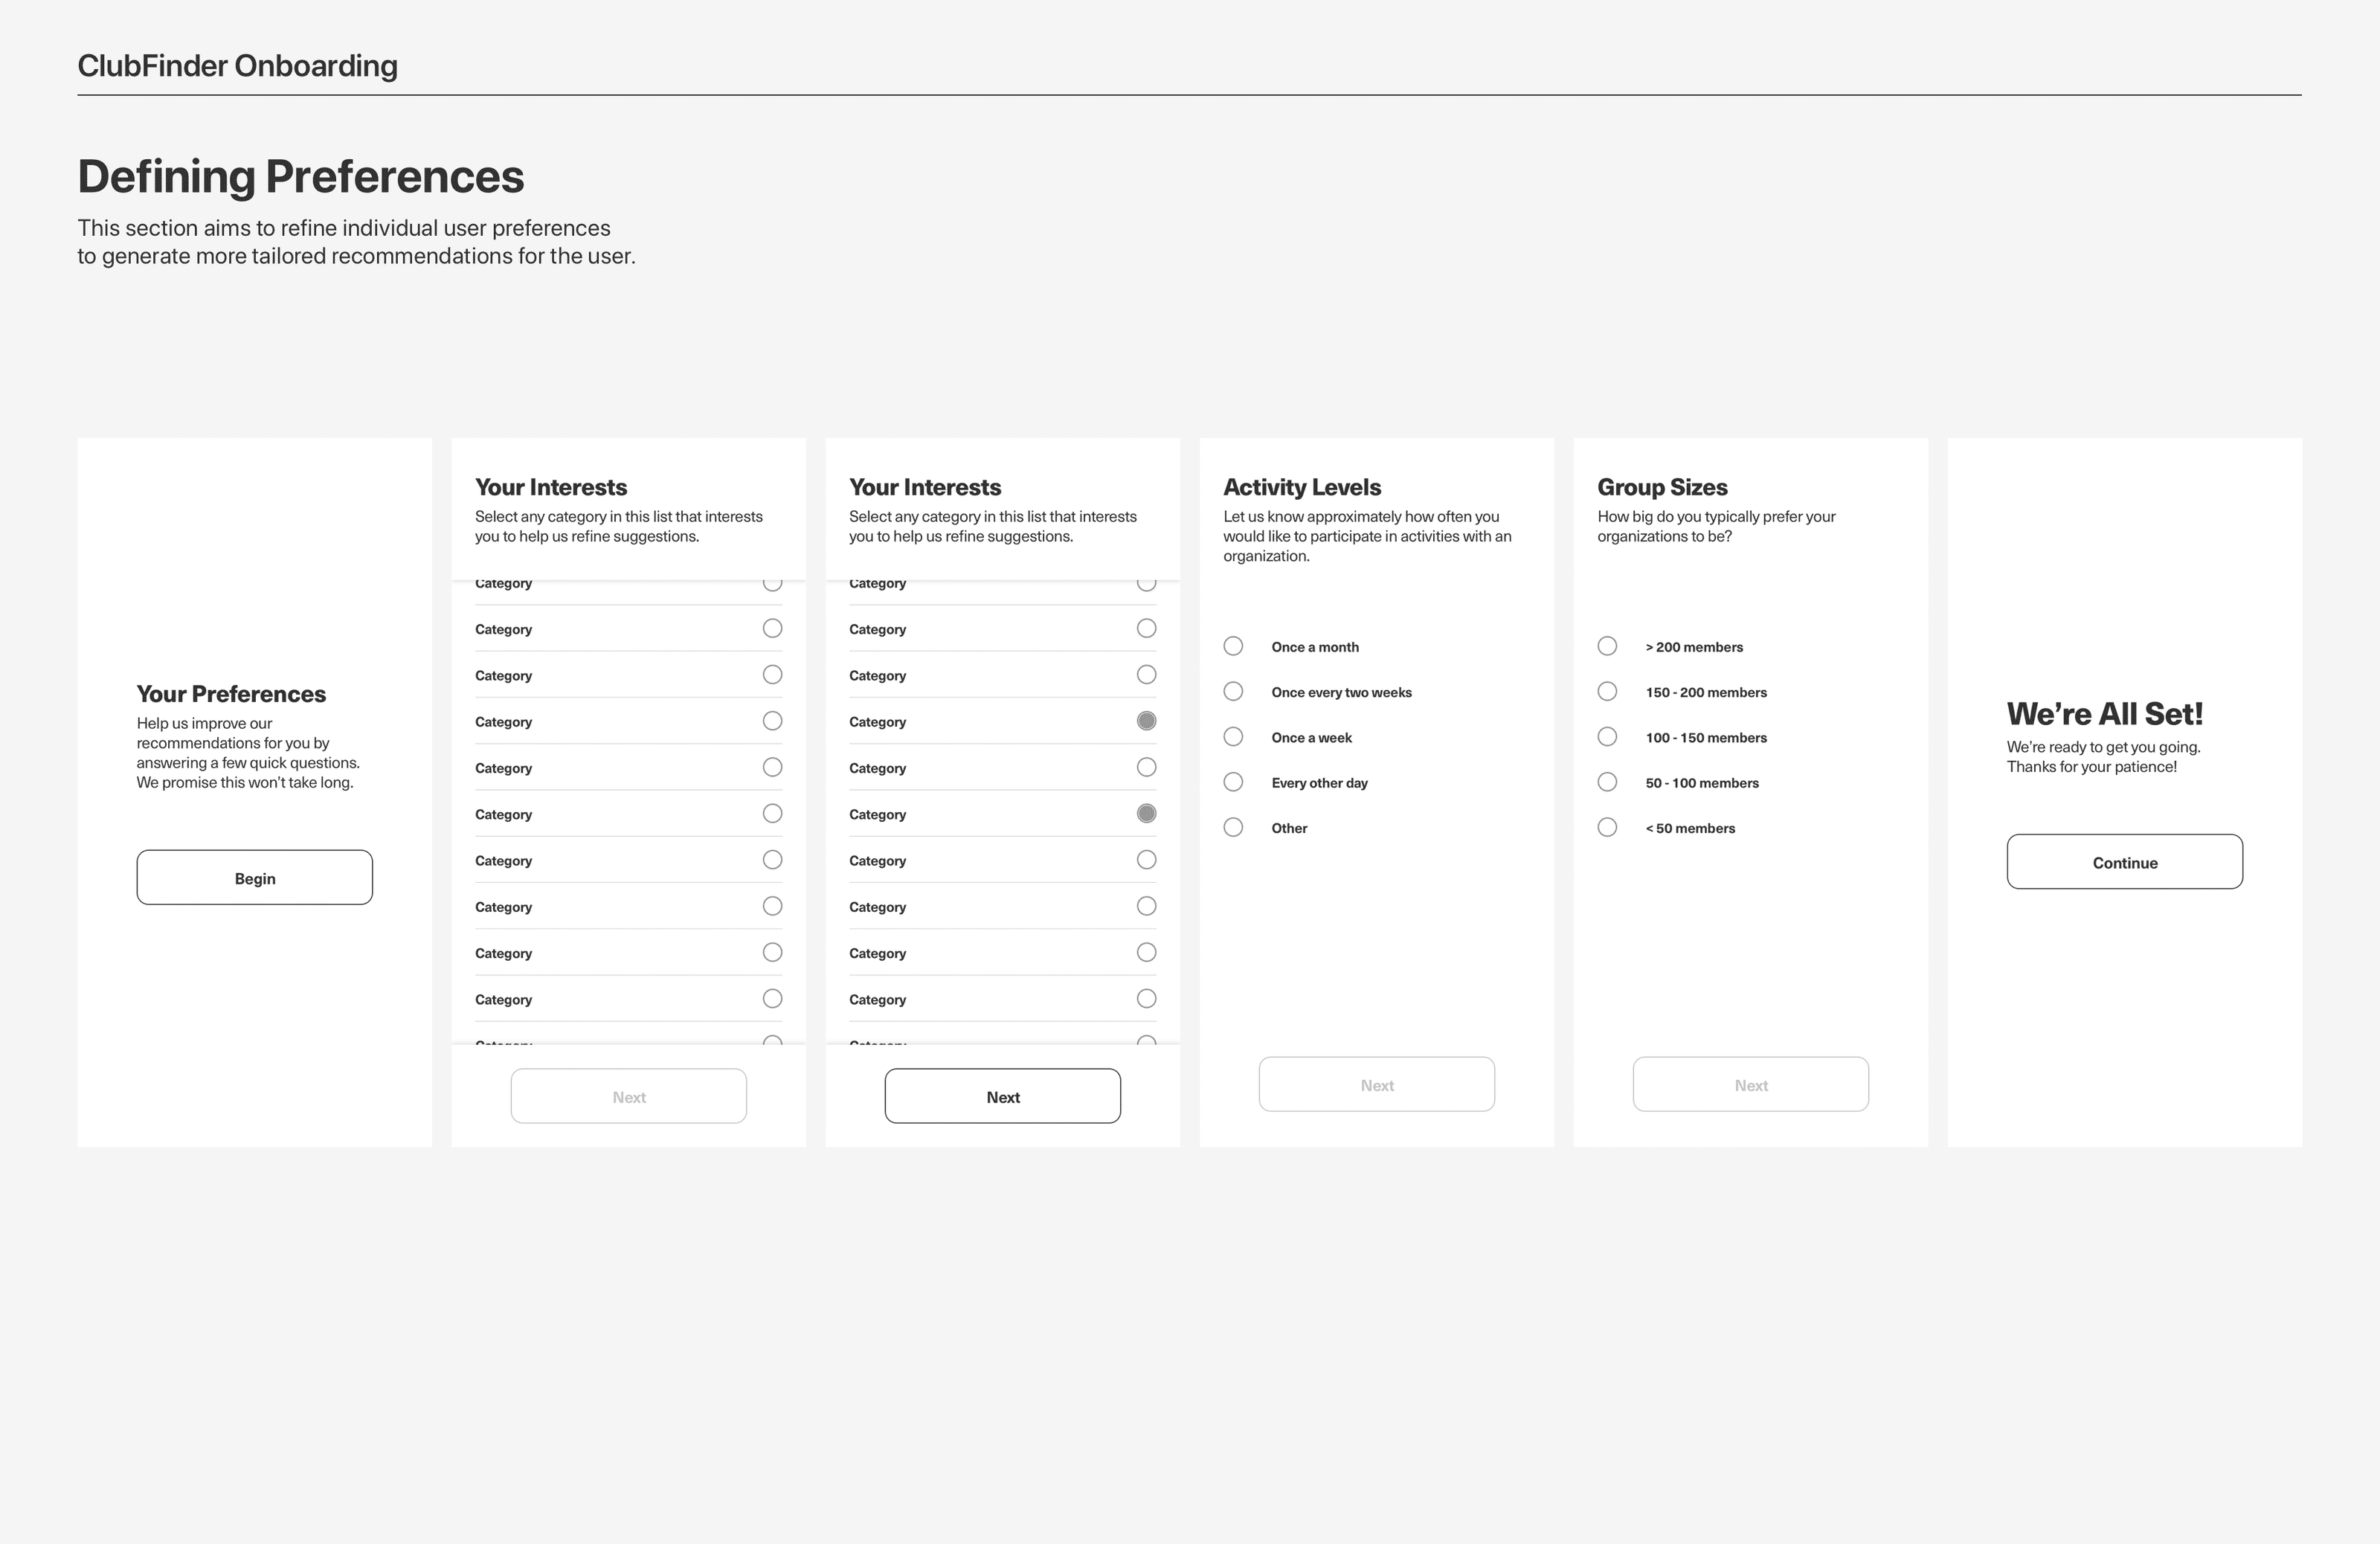 ClubFinder Onboarding
Defining Preferences
This section aims to refine individual user preferences
to generate more tailored recommendations for the user.
Your Preferences
Help us improve our
recommendations for you by
answering a few quick questions.
We promise this won't take long.
Begin
Your Interests
Select any category in this list that interests
you to help us refine suggestions.
Category
Category
Category
Category
Category
Category
Category
Category
Category
Category
Category
Next
Your Interests
Select any category in this list that interests
you to help us refine suggestions.
Category
Category
Category
Category
Category
Category
Category
Category
Category
Category
Category
Next
Activity Levels
Let us know approximately how often you
would like to participate in activities with an
organization.
Once a month
Once every two weeks
Once a week
Every other day
Other
Next
Group Sizes
How big do you typically prefer your
organizations to be?
> 200 members
150 - 200 members
100 - 150 members
50 - 100 members
< 50 members
Next
We're All Set!
We're ready to get you going.
Thanks for your patience!
Continue